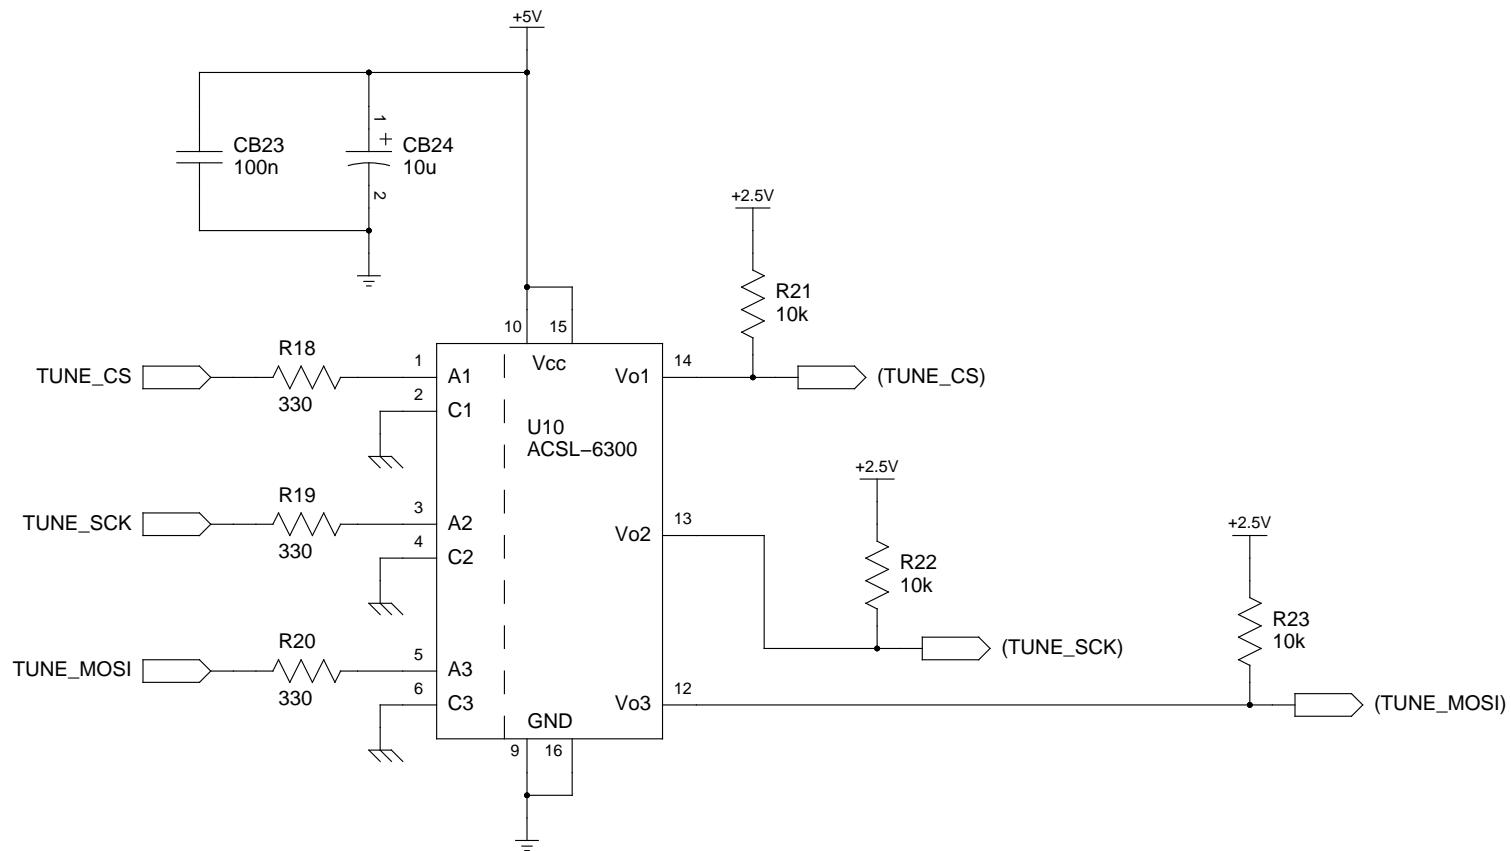 +5V
CB23
100n
1
+
CB24
10u
2
+2.5V
R21
10k
10
15
R18
TUNE_CS
330
1
A1
Vcc
Vo1
14
(TUNE_CS)
2
C1
U10
ACSL−6300
+2.5V
R19
TUNE_SCK
330
3
A2
4
C2
Vo2
13
R22
10k
+2.5V
(TUNE_SCK)
R23
10k
R20
TUNE_MOSI
330
5
A3
6
C3
Vo3
12
(TUNE_MOSI)
GND
9
16